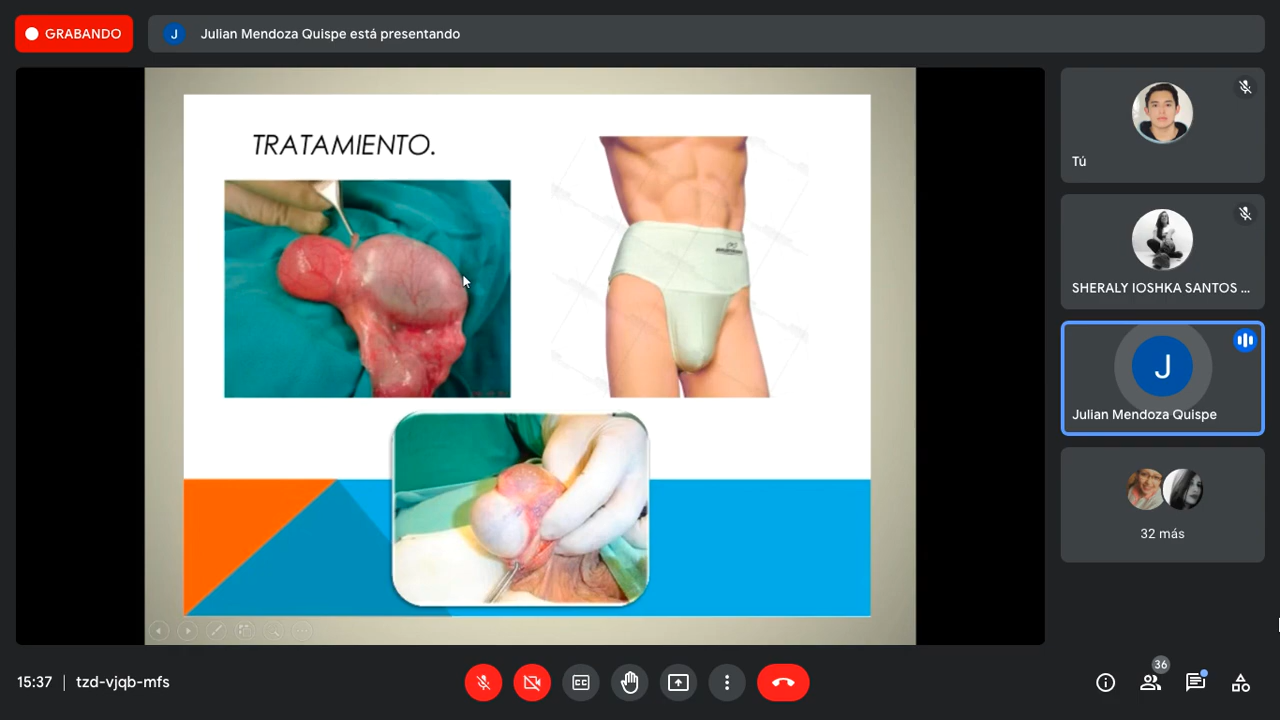 GRABANDO
J
Julian Mendoza Quispe está presentando
TRATAMIENTO.
Tú
SHERALY IOSHKA SANTOS ...
J
Julian Mendoza Quispe
32 más
15:37 | tzd-vjqb-mfs
CC
36